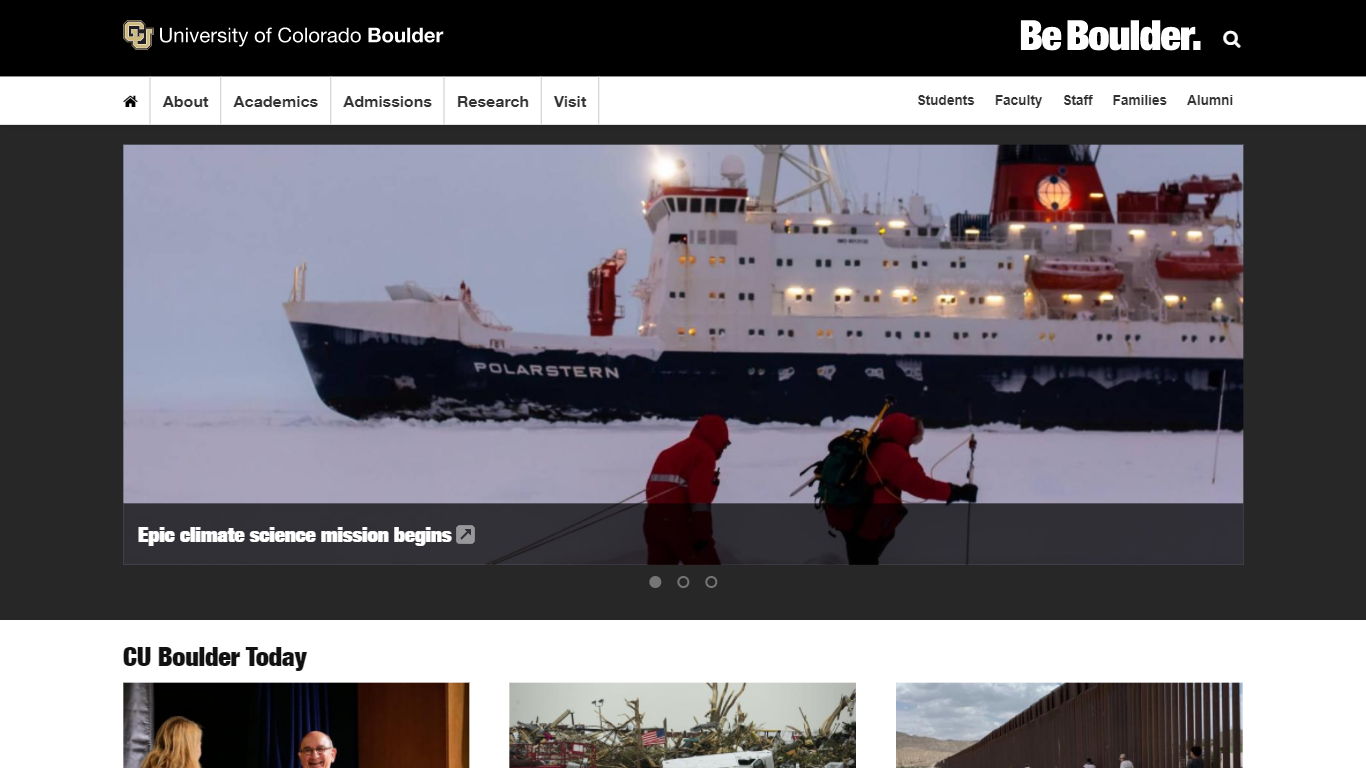 University of Colorado Boulder
Be Boulder.
About
Academics
Admissions
Research
Visit
Students
Faculty
Staff
Families
Alumni
POLARSTERN
Epic climate science mission begins
CU Boulder Today